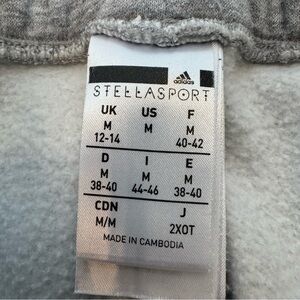 adidas
STELLASPORT
UK US F
M M M
12-14 40-42
D I E
M M M
38-40 44-46 38-40
CDN J
M/M 2XOT
MADE IN CAMBODIA